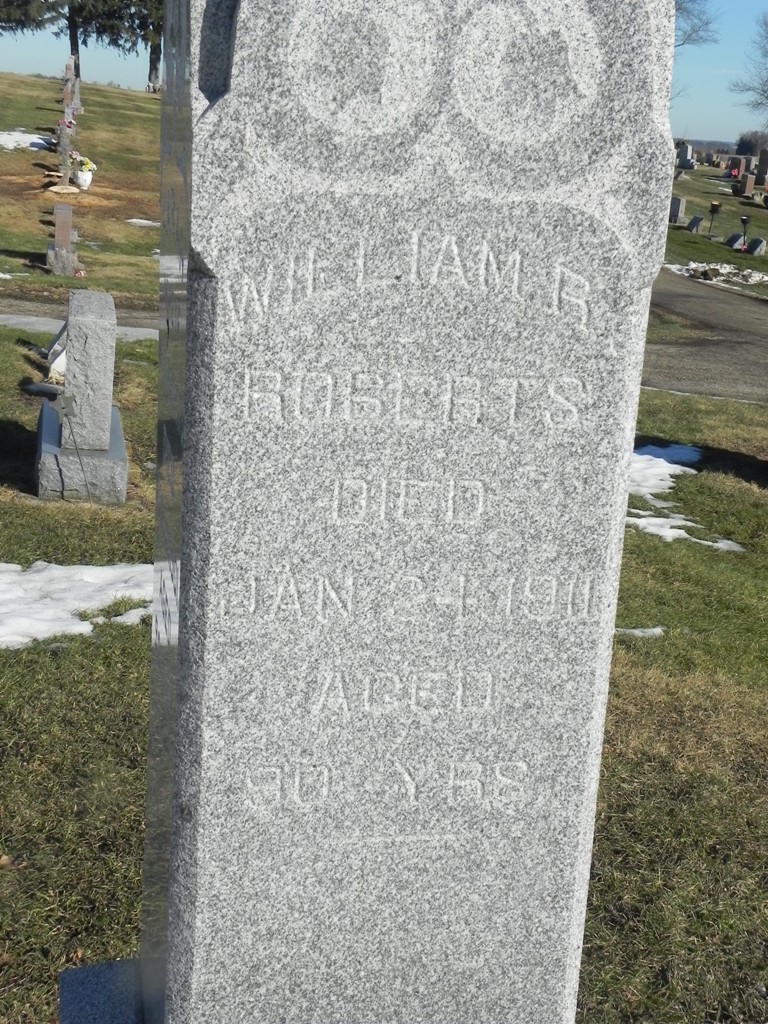 WILLIAM R.
ROBERTS
DIED
JAN 24 1911
AGED
90 YRS